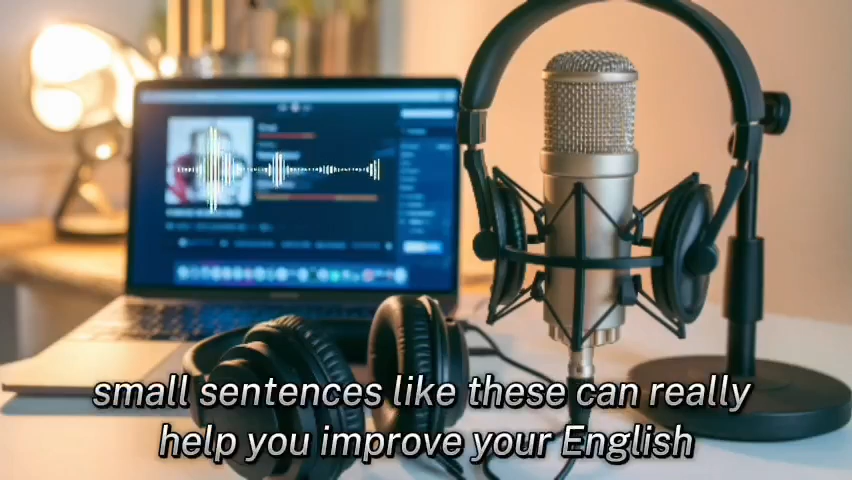 small sentences like these can really
help you improve your English